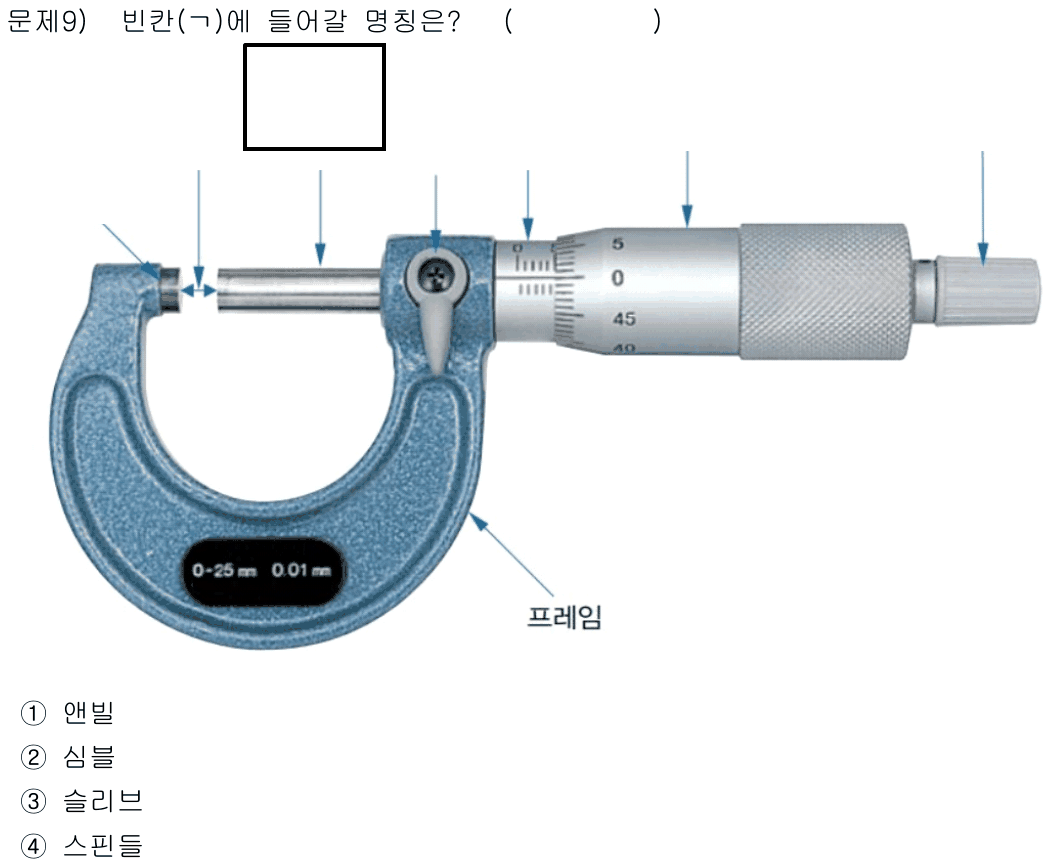 문제9) 빈칸(ㄱ)에 들어갈 명칭은? ( )
0
5
0
45
40
0-25 mm 0.01 mm
프레임
① 앤빌
② 심블
③ 슬리브
④ 스핀들